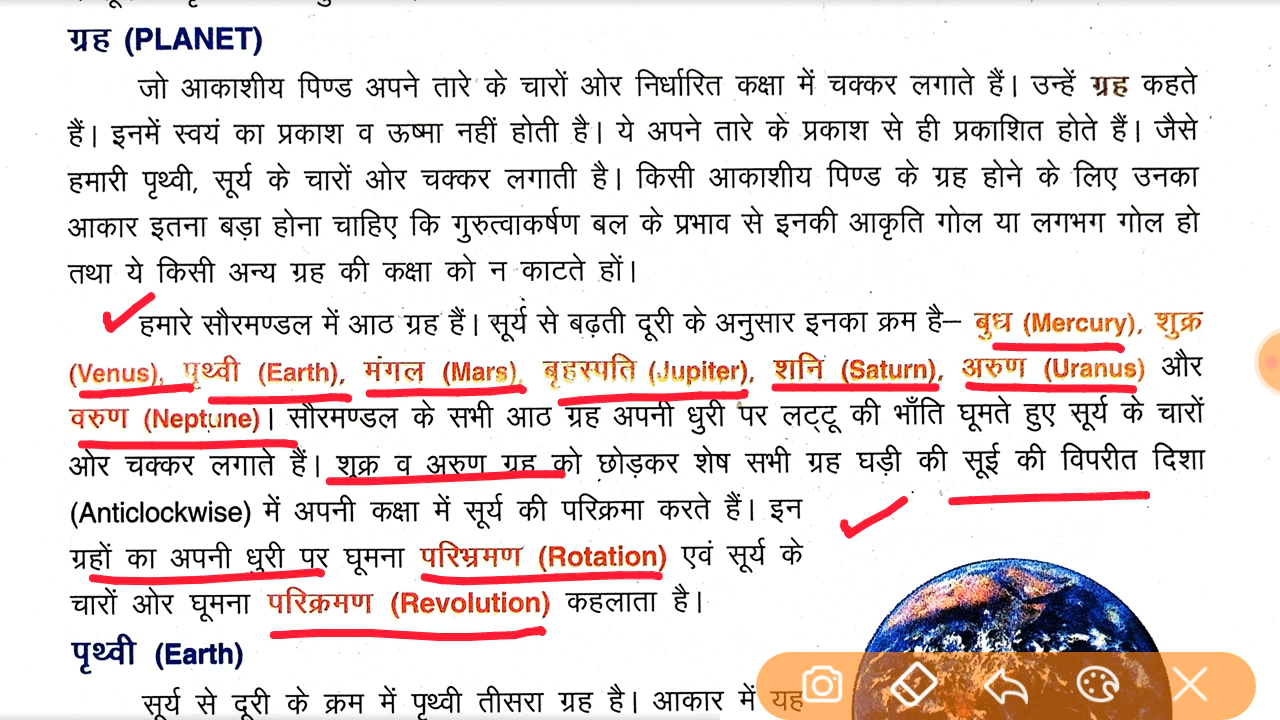 ग्रह (PLANET)
जो आकाशीय पिण्ड अपने तारे के चारों ओर निर्धारित कक्षा में चक्कर लगाते हैं। उन्हें ग्रह कहते
हैं। इनमें स्वयं का प्रकाश व ऊष्मा नहीं होती है। ये अपने तारे के प्रकाश से ही प्रकाशित होते हैं। जैसे
हमारी पृथ्वी, सूर्य के चारों ओर चक्कर लगाती है। किसी आकाशीय पिण्ड के ग्रह होने के लिए उनका
आकार इतना बड़ा होना चाहिए कि गुरुत्वाकर्षण बल के प्रभाव से इनकी आकृति गोल या लगभग गोल हो
तथा ये किसी अन्य ग्रह की कक्षा को न काटते हों।
हमारे सौरमण्डल में आठ ग्रह हैं। सूर्य से बढ़ती दूरी के अनुसार इनका क्रम है– बुध (Mercury), शुक्र
(Venus), पृथ्वी (Earth), मंगल (Mars), बृहस्पति (Jupiter), शनि (Saturn), अरुण (Uranus) और
वरुण (Neptune)। सौरमण्डल के सभी आठ ग्रह अपनी धुरी पर लट्टू की भाँति घूमते हुए सूर्य के चारों
ओर चक्कर लगाते हैं। शुक्र व अरुण ग्रह को छोड़कर शेष सभी ग्रह घड़ी की सूई की विपरीत दिशा
(Anticlockwise) में अपनी कक्षा में सूर्य की परिक्रमा करते हैं। इन
ग्रहों का अपनी धुरी पर घूमना परिभ्रमण (Rotation) एवं सूर्य के
चारों ओर घूमना परिक्रमण (Revolution) कहलाता है।
पृथ्वी (Earth)
सूर्य से दूरी के क्रम में पृथ्वी तीसरा ग्रह है। आकार में यह